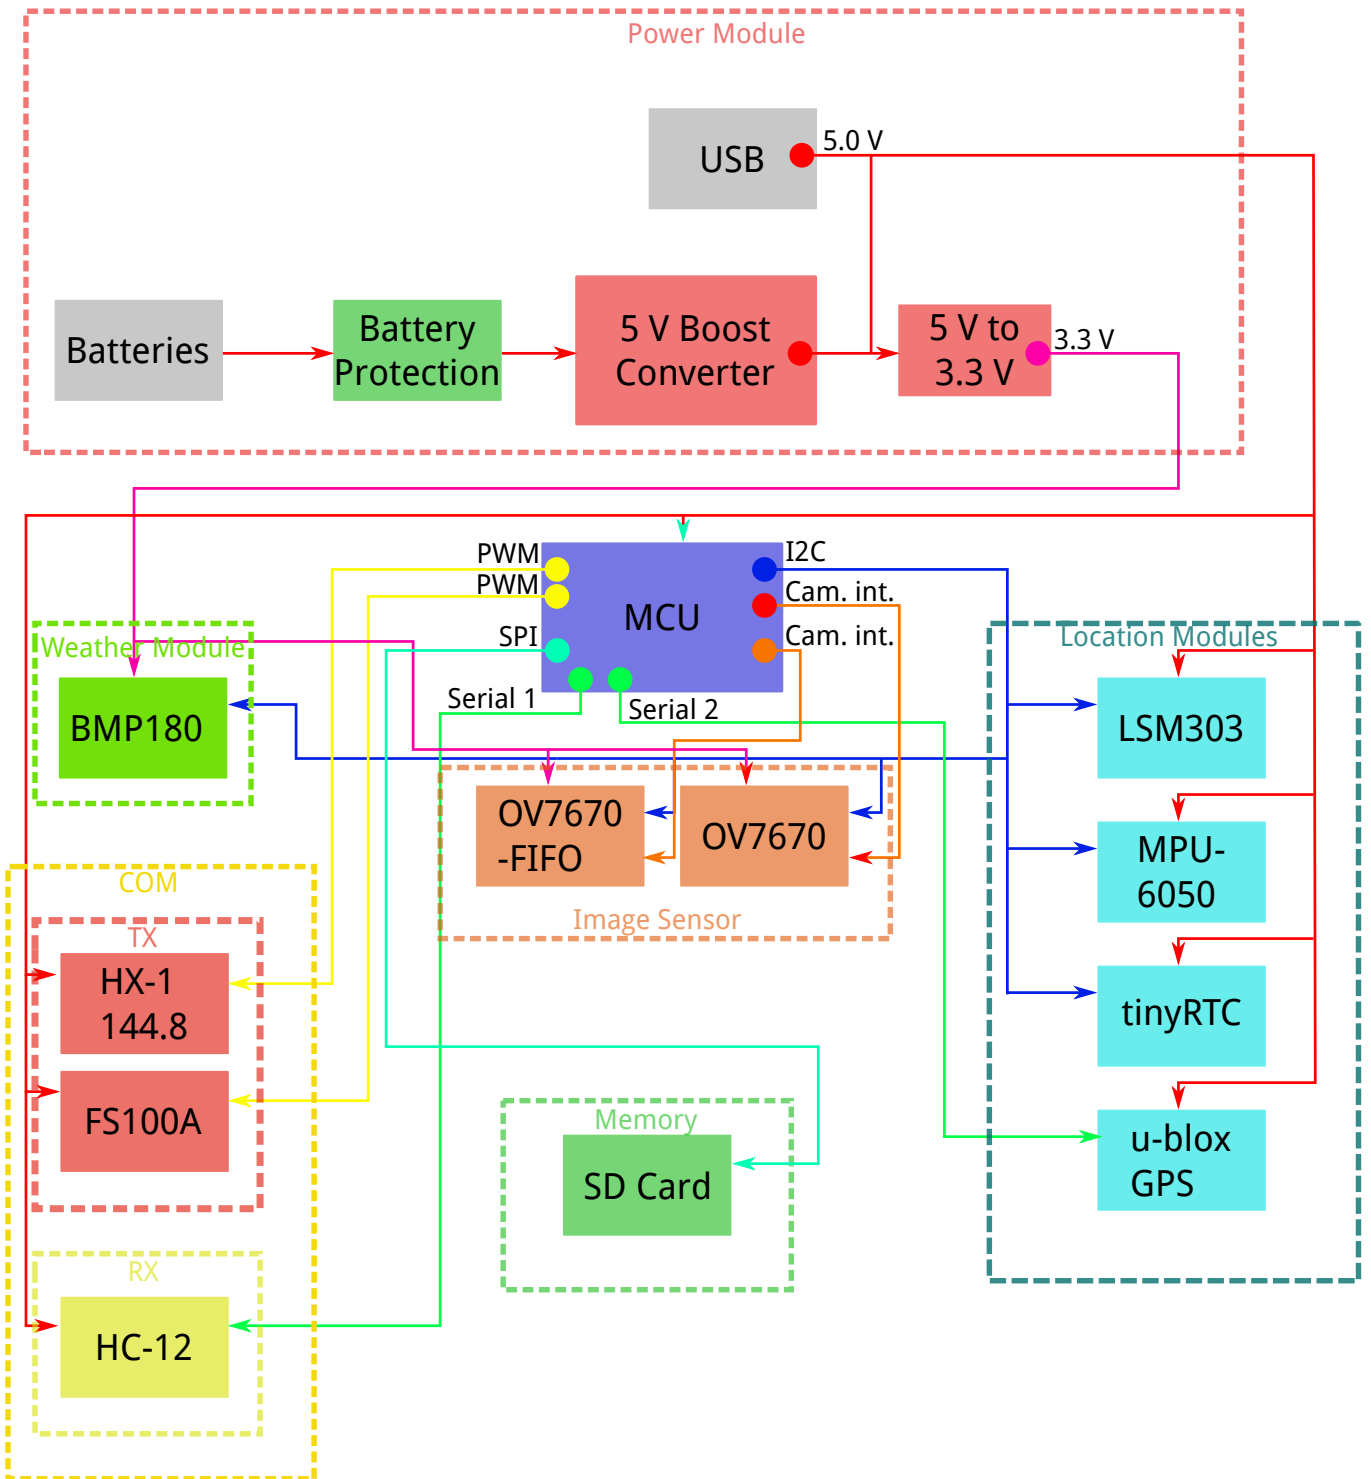 Power Module
USB
5.0 V
Batteries
Battery
Protection
5 V Boost
Converter
5 V to
3.3 V
3.3 V
PWM
PWM
SPI
Serial 1
MCU
Serial 2
I2C
Cam. int.
Cam. int.
Weather Module
BMP180
Location Modules
LSM303
MPU-
6050
tinyRTC
u-blox
GPS
OV7670
-FIFO
OV7670
Image Sensor
COM
TX
HX-1
144.8
FS100A
RX
HC-12
Memory
SD Card